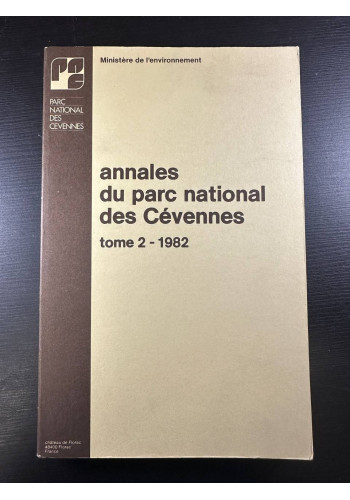 Ministère de l'environnement
PARC
NATIONAL
DES
CEVENNES
annales
du parc national
des Cévennes
tome 2 - 1982
château de Florac
48400 Florac
France